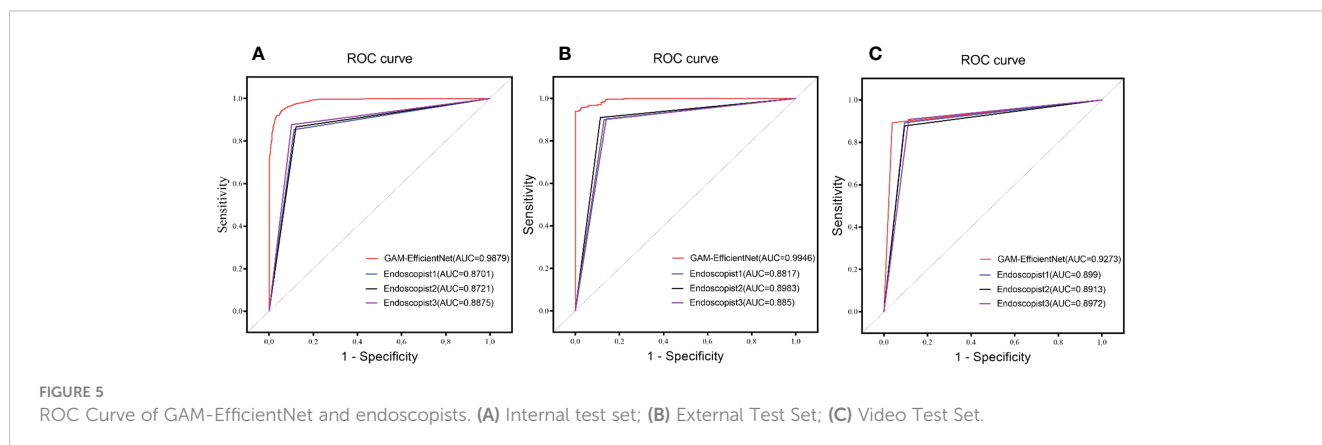 A
ROC curve
Sensitivity
1.0
0.8
0.6
0.4
0.2
0.0
GAM-EfficientNet(AUC=0.9879)
Endoscopist1(AUC=0.8701)
Endoscopist2(AUC=0.8721)
Endoscopist3(AUC=0.8875)
0.0 0.2 0.4 0.6 0.8 1.0
1 - Specificity
B
ROC curve
Sensitivity
1.0
0.8
0.6
0.4
0.2
0.0
GAM-EfficientNet(AUC=0.9946)
Endoscopist1(AUC=0.8817)
Endoscopist2(AUC=0.8983)
Endoscopist3(AUC=0.885)
0.0 0.2 0.4 0.6 0.8 1.0
1 - Specificity
C
ROC curve
Sensitivity
1.0
0.8
0.6
0.4
0.2
0.0
GAM-EfficientNet(AUC=0.9273)
Endoscopist1(AUC=0.899)
Endoscopist2(AUC=0.8913)
Endoscopist3(AUC=0.8972)
0.0 0.2 0.4 0.6 0.8 1.0
1 - Specificity
FIGURE 5
ROC Curve of GAM-EfficientNet and endoscopists. (A) Internal test set; (B) External Test Set; (C) Video Test Set.